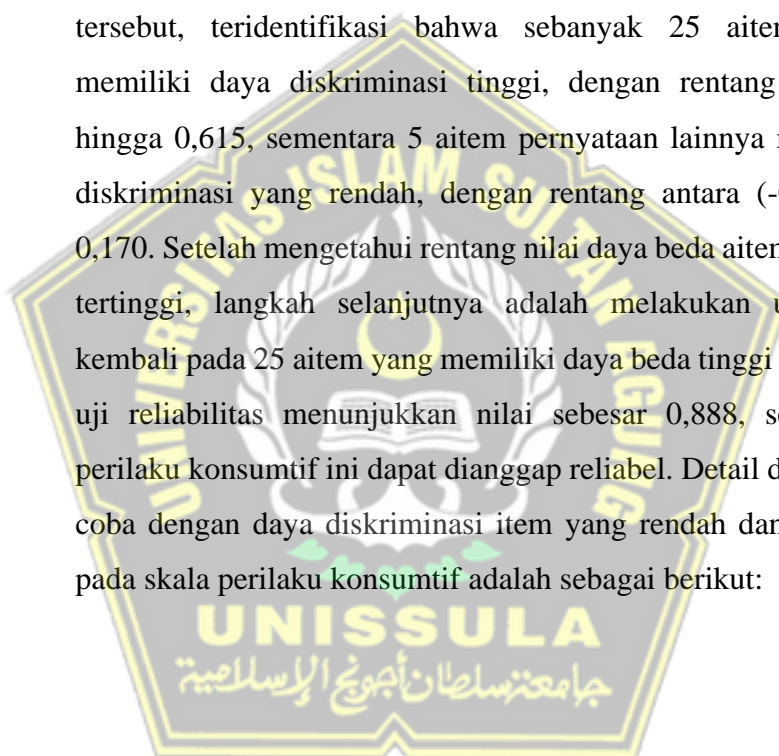 tersebut, teridentifikasi bahwa sebanyak 25 aitem
memiliki daya diskriminasi tinggi, dengan rentang
hingga 0,615, sementara 5 aitem pernyataan lainnya
diskriminasi yang rendah, dengan rentang antara (-
0,170. Setelah mengetahui rentang nilai daya beda aitem
tertinggi, langkah selanjutnya adalah melakukan
kembali pada 25 aitem yang memiliki daya beda tinggi
uji reliabilitas menunjukkan nilai sebesar 0,888,
perilaku konsumtif ini dapat dianggap reliabel. Detail
coba dengan daya diskriminasi item yang rendah dan
pada skala perilaku konsumtif adalah sebagai berikut:
UNIVERSITAS ISLAM SULTAN AGUNG
UNISSULA
جامعة سلطان أجونج الإسلامية